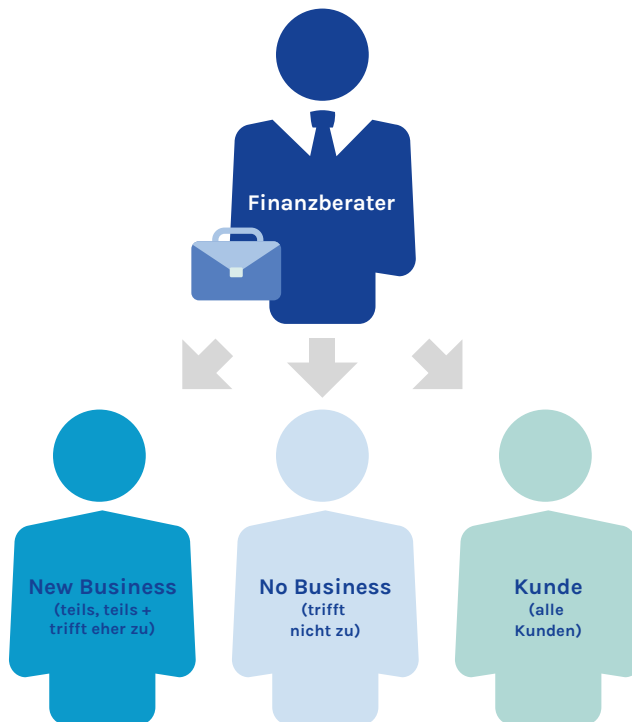 Finanzberater
New Business
(teils, teils +
trifft eher zu)
No Business
(trifft
nicht zu)
Kunde
(alle
Kunden)